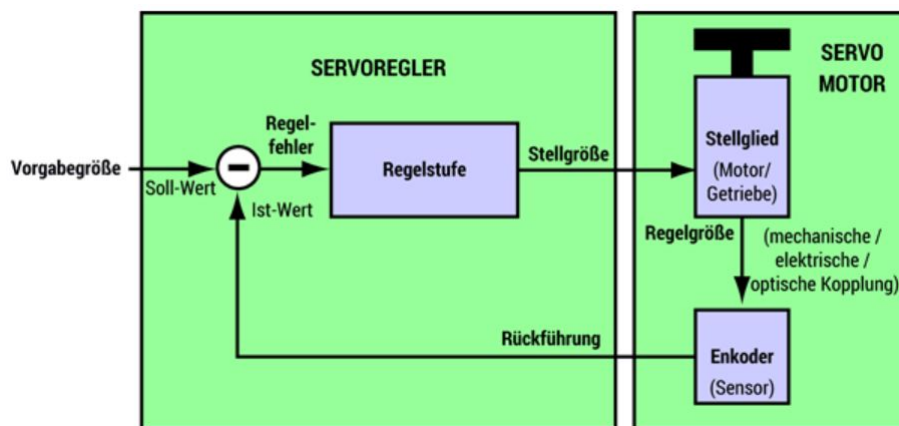 SERVOREGLER
SERVO
MOTOR
Vorgabegröße
Soll-Wert
Regel-
fehler
Ist-Wert
Regelstufe
Stellgröße
Stellglied
(Motor/
Getriebe)
Regelgröße
(mechanische /
elektrische /
optische Kopplung)
Rückführung
Enkoder
(Sensor)